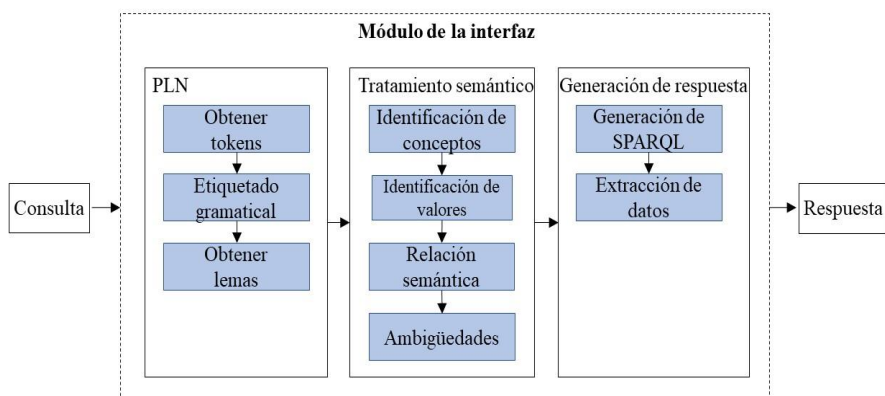 Módulo de la interfaz
PLN
Obtener
tokens
Etiquetado
gramatical
Obtener
lemas
Tratamiento semántico
Identificación de
conceptos
Identificación de
valores
Relación
semántica
Ambigüedades
Generación de respuesta
Generación de
SPARQL
Extracción de
datos
Consulta
Respuesta